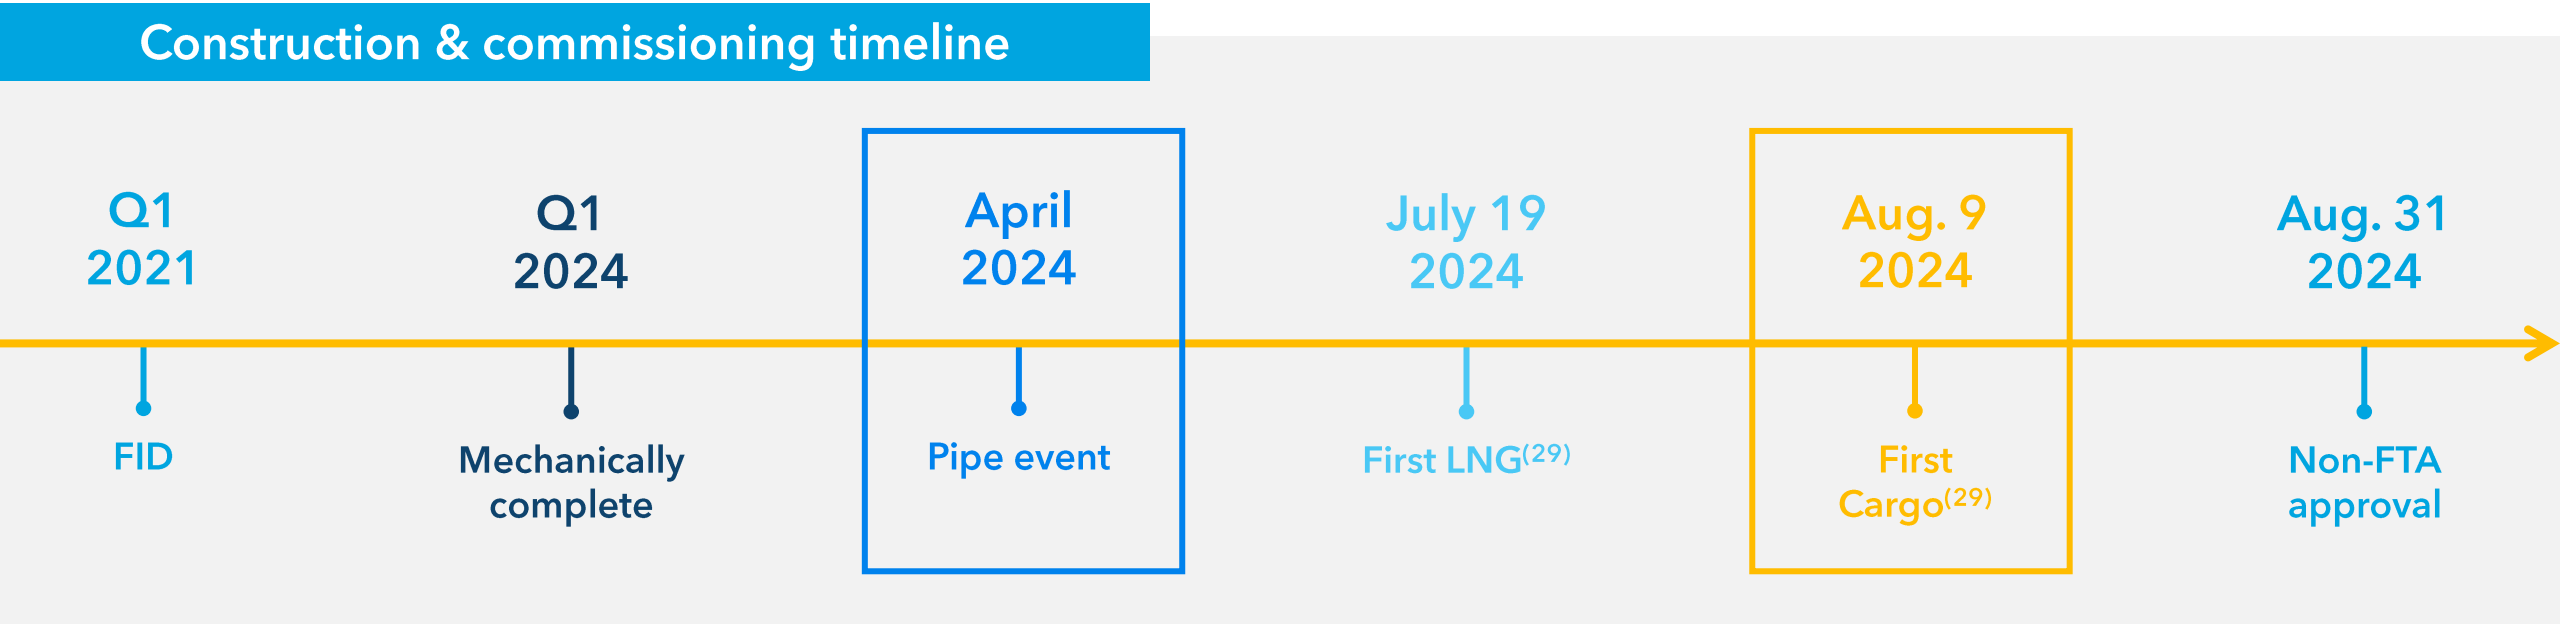 Construction & commissioning timeline
Q1
2021
FID
Q1
2024
Mechanically
complete
April
2024
Pipe event
July 19
2024
First LNG(29)
Aug. 9
2024
First
Cargo(29)
Aug. 31
2024
Non-FTA
approval